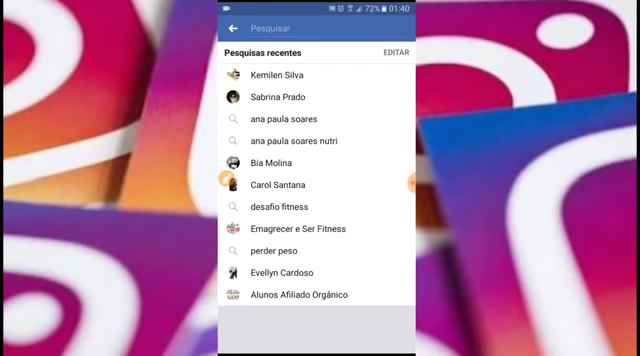 72% 01:40
Pesquisar
Pesquisas recentes EDITAR
Kemilen Silva
Sabrina Prado
ana paula soares
ana paula soares nutri
Bia Molina
Carol Santana
desafio fitness
Emagrecer e Ser Fitness
perder peso
Evellyn Cardoso
Alunos Afiliado Orgânico